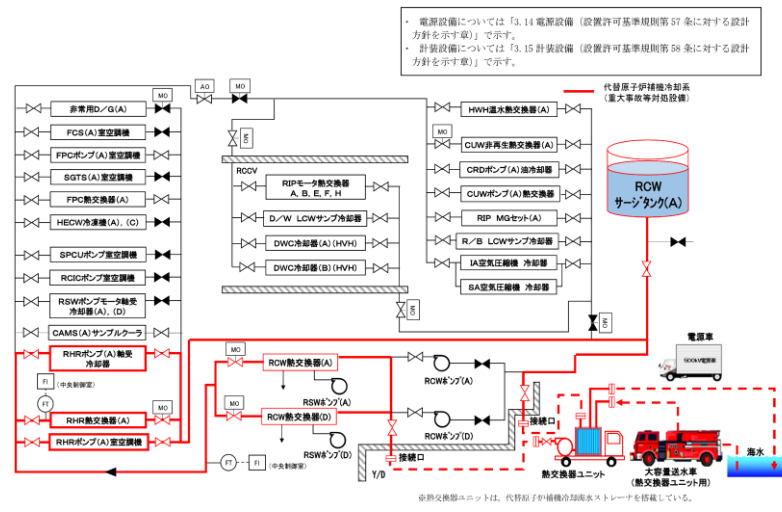 ・ 電源設備については「3.14 電源設備（設置許可基準規則第 57 条に対する設計
方針を示す章）」で示す。
・ 計装設備については「3.15 計装設備（設置許可基準規則第 58 条に対する設計
方針を示す章）」で示す。
代替原子炉補機冷却系
（重大事故等対処設備）
AO
MO
MO
非常用D／G(A)
FCS(A)室空調機
FPCポンプ(A)室空調機
SGTS(A)室空調機
FPC熱交換器(A)
HECW冷凍機(A), (C)
SPCUポンプ室空調機
RCICポンプ室空調機
RSWポンプモータ軸受
冷却器(A), (D)
CAMS(A)サンプルクーラ
RHRポンプ(A)軸受
冷却器
FI
(中央制御室)
FT
MO
RHR熱交換器(A)
RHRポンプ(A)室空調機
FT
FI
(中央制御室)
MO
RCCV
RIPモータ熱交換器
A, B, E, F, H
D／W LCWサンプ冷却器
DWC冷却器(A)(HVH)
DWC冷却器(B)(HVH)
MO
HWH温水熱交換器(A)
MO
CUW非再生熱交換器(A)
CRDポンプ(A)油冷却器
CUWポンプ(A)熱交換器
RIP MGセット(A)
R／B LCWサンプ冷却器
IA空気圧縮機 冷却器
SA空気圧縮機 冷却器
MO
RCW
サージタンク(A)
MO
RCW熱交換器(A)
RSWポンプ(A)
RCWポンプ(A)
MO
RCW熱交換器(D)
RSWポンプ(D)
RCWポンプ(D)
接続口
接続口
Y/D
電源車
500kVA電源車
熱交換器ユニット
大容量送水車
(熱交換器ユニット用)
海水
※熱交換器ユニットは、代替原子炉補機冷却海水ストレーナを搭載している。